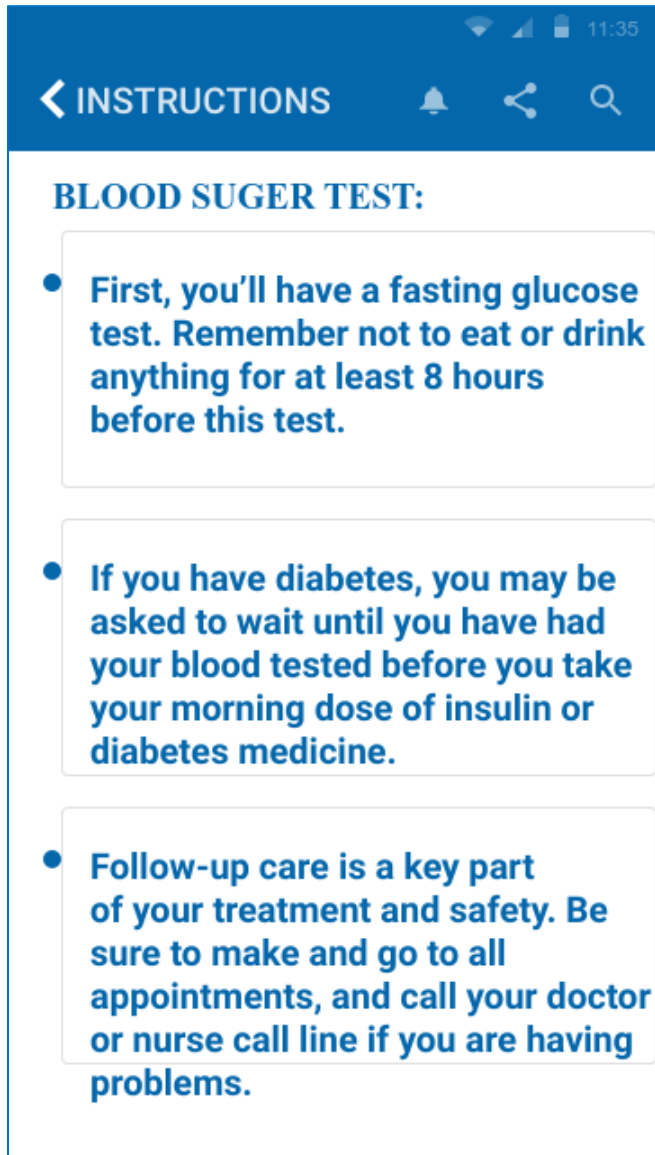 11:35
INSTRUCTIONS
BLOOD SUGER TEST:
First, you’ll have a fasting glucose
test. Remember not to eat or drink
anything for at least 8 hours
before this test.
If you have diabetes, you may be
asked to wait until you have had
your blood tested before you take
your morning dose of insulin or
diabetes medicine.
Follow-up care is a key part
of your treatment and safety. Be
sure to make and go to all
appointments, and call your doctor
or nurse call line if you are having
problems.